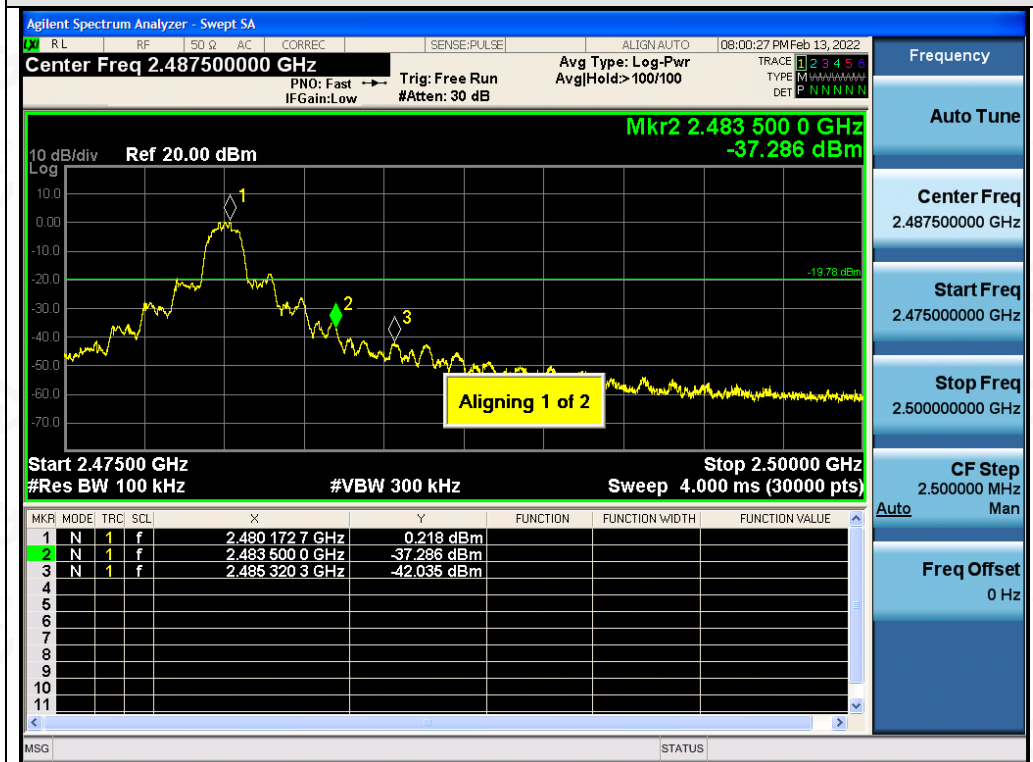 Agilent Spectrum Analyzer - Swept SA
LXI RL RF 50 Ω AC CORREC SENSE:PULSE ALIGN AUTO 08:00:27 PM Feb 13, 2022
Center Freq 2.487500000 GHz
PNO: Fast
IFGain:Low
Trig: Free Run
#Atten: 30 dB
Avg Type: Log-Pwr
Avg|Hold:>100/100
TRACE 1 2 3 4 5 6
TYPE M
DET P N N N N N
Mkr2 2.483 500 0 GHz
-37.286 dBm
10 dB/div Ref 20.00 dBm
Log
10.0
0.00
-10.0
-20.0
-30.0
-40.0
-50.0
-60.0
-70.0
1
2
3
-19.78 dBm
Aligning 1 of 2
Start 2.47500 GHz Stop 2.50000 GHz
#Res BW 100 kHz #VBW 300 kHz Sweep 4.000 ms (30000 pts)
MKR MODE TRC SCL X Y FUNCTION FUNCTION WIDTH FUNCTION VALUE
1 N 1 f 2.480 172 7 GHz 0.218 dBm
2 N 1 f 2.483 500 0 GHz -37.286 dBm
3 N 1 f 2.485 320 3 GHz -42.035 dBm
4
5
6
7
8
9
10
11
MSG STATUS
Frequency
Auto Tune
Center Freq
2.487500000 GHz
Start Freq
2.475000000 GHz
Stop Freq
2.500000000 GHz
CF Step
2.500000 MHz
Auto Man
Freq Offset
0 Hz